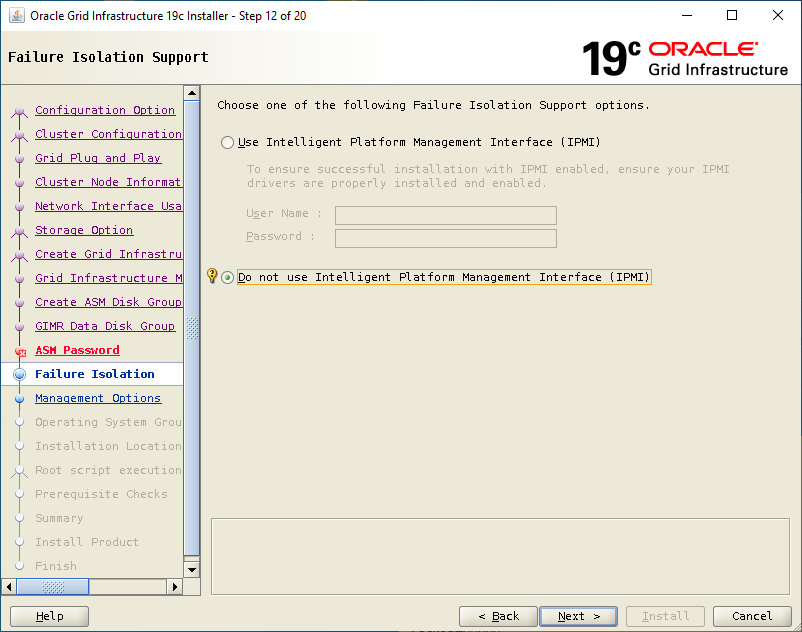 Oracle Grid Infrastructure 19c Installer - Step 12 of 20
Failure Isolation Support
19c ORACLE
Grid Infrastructure
Configuration Option
Cluster Configuration
Grid Plug and Play
Cluster Node Informat
Network Interface Usa
Storage Option
Create Grid Infrastru
Grid Infrastructure M
Create ASM Disk Group
GIMR Data Disk Group
ASM Password
Failure Isolation
Management Options
Operating System Grou
Installation Location
Root script execution
Prerequisite Checks
Summary
Install Product
Finish
Choose one of the following Failure Isolation Support options.
Use Intelligent Platform Management Interface (IPMI)
To ensure successful installation with IPMI enabled, ensure your IPMI
drivers are properly installed and enabled.
User Name :
Password :
Do not use Intelligent Platform Management Interface (IPMI)
Help
< Back
Next >
Install
Cancel